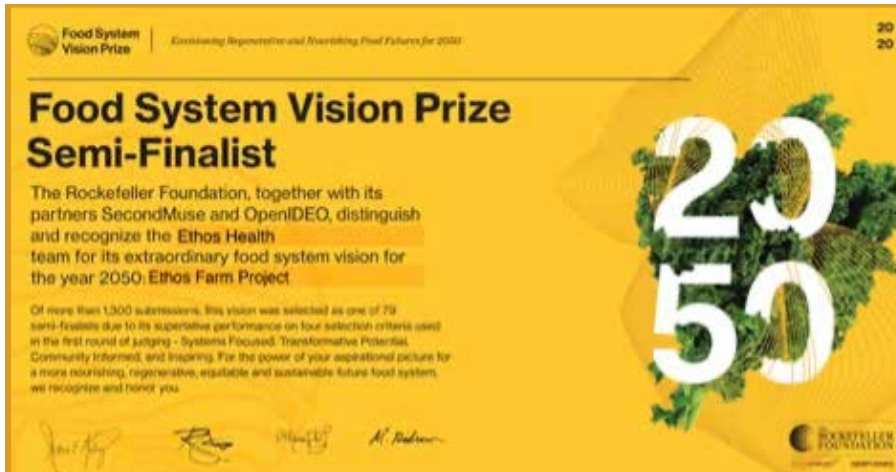 Food System
Vision Prize
Envisioning Regenerative and Nourishing Food Futures for 2050
20
20
Food System Vision Prize
Semi-Finalist
The Rockefeller Foundation, together with its
partners SecondMuse and OpenIDEO, distinguish
and recognize the Ethos Health
team for its extraordinary food system vision for
the year 2050: Ethos Farm Project
Of more than 1,300 submissions, this vision was selected as one of 79
semi-finalists due to its superlative performance on four selection criteria used
in the first round of judging - Systems Focused, Transformative Potential,
Community Informed, and Inspiring. For the power of your aspirational picture for
a more nourishing, regenerative, equitable and sustainable future food system,
we recognize and honor you.
20
50
ROCKEFELLER
FOUNDATION